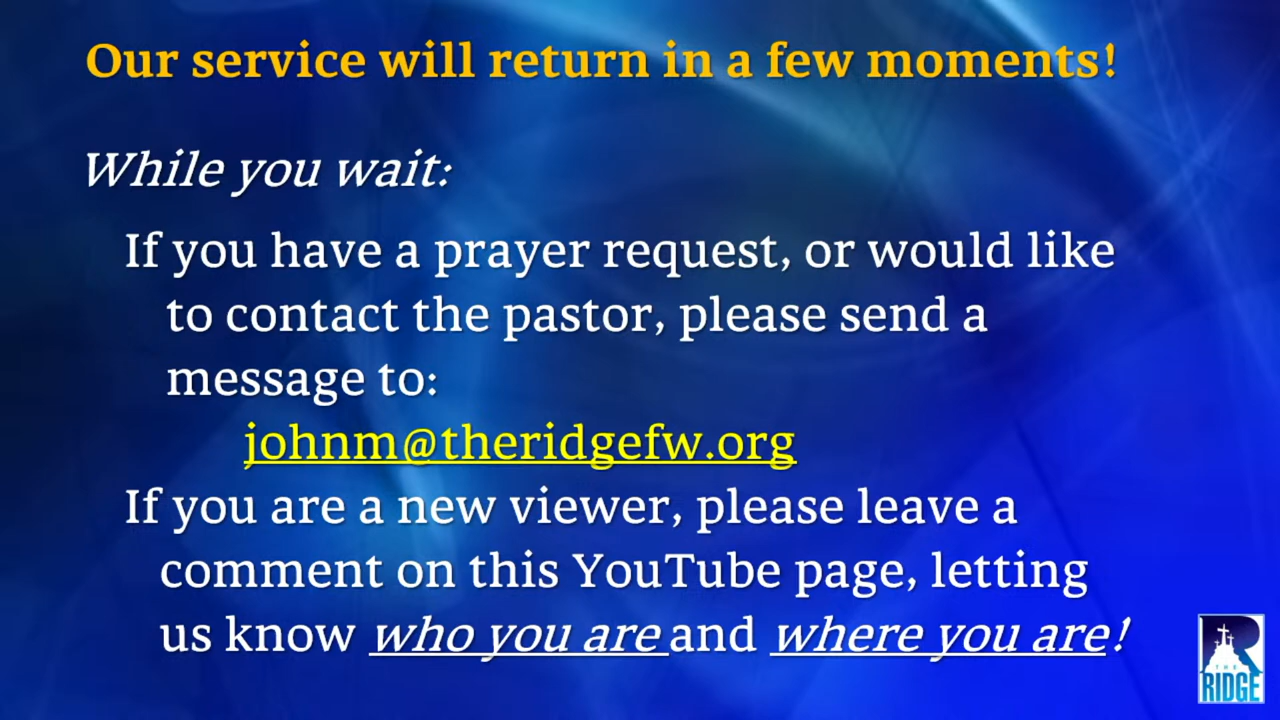 Our service will return in a few moments!
While you wait:
If you have a prayer request, or would like
to contact the pastor, please send a
message to:
johnm@theridgefw.org
If you are a new viewer, please leave a
comment on this YouTube page, letting
us know who you are and where you are!
THE
RIDGE